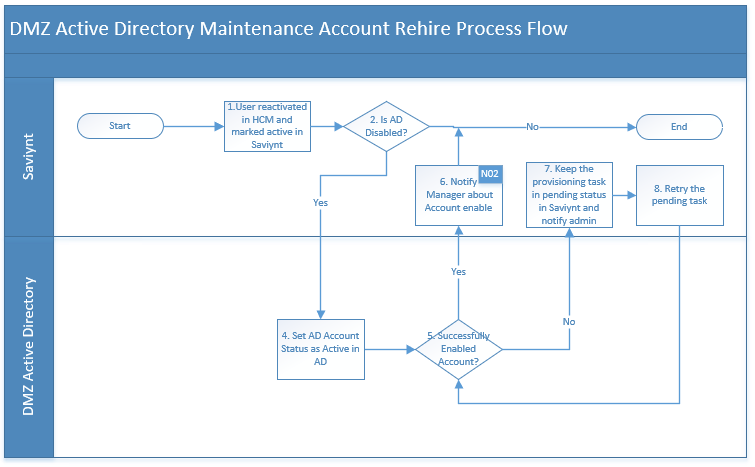 DMZ Active Directory Maintenance Account Rehire Process Flow
Saviynt
Start
1.User reactivated
in HCM and
marked active in
Saviynt
2. Is AD
Disabled?
No
End
Yes
6. Notify
Manager about
Account enable
N02
7. Keep the
provisioning task
in pending status
in Saviynt and
notify admin
8. Retry the
pending task
DMZ Active Directory
Yes
No
4. Set AD Account
Status as Active in
AD
5. Successfully
Enabled
Account?